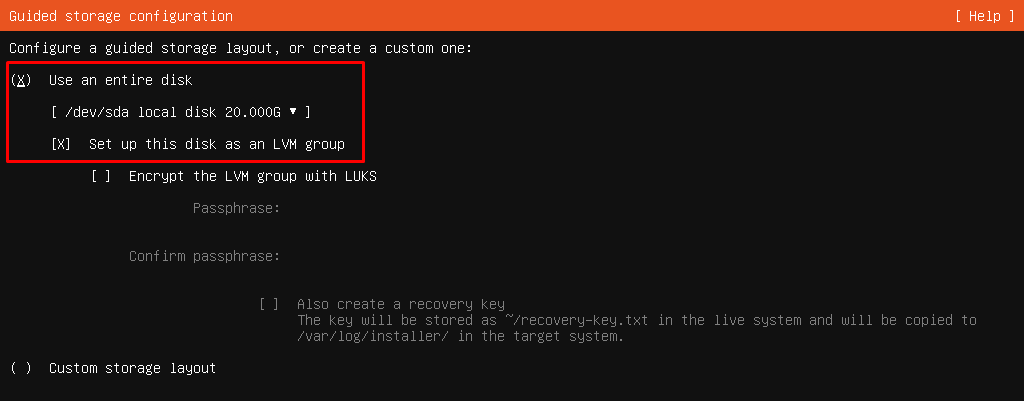 Guided storage configuration [ Help ]
Configure a guided storage layout, or create a custom one:
(X) Use an entire disk
[ /dev/sda local disk 20.000G ▾ ]
[X] Set up this disk as an LVM group
[ ] Encrypt the LVM group with LUKS
Passphrase:
Confirm passphrase:
[ ] Also create a recovery key
The key will be stored as ~/recovery-key.txt in the live system and will be copied to
/var/log/installer/ in the target system.
( ) Custom storage layout